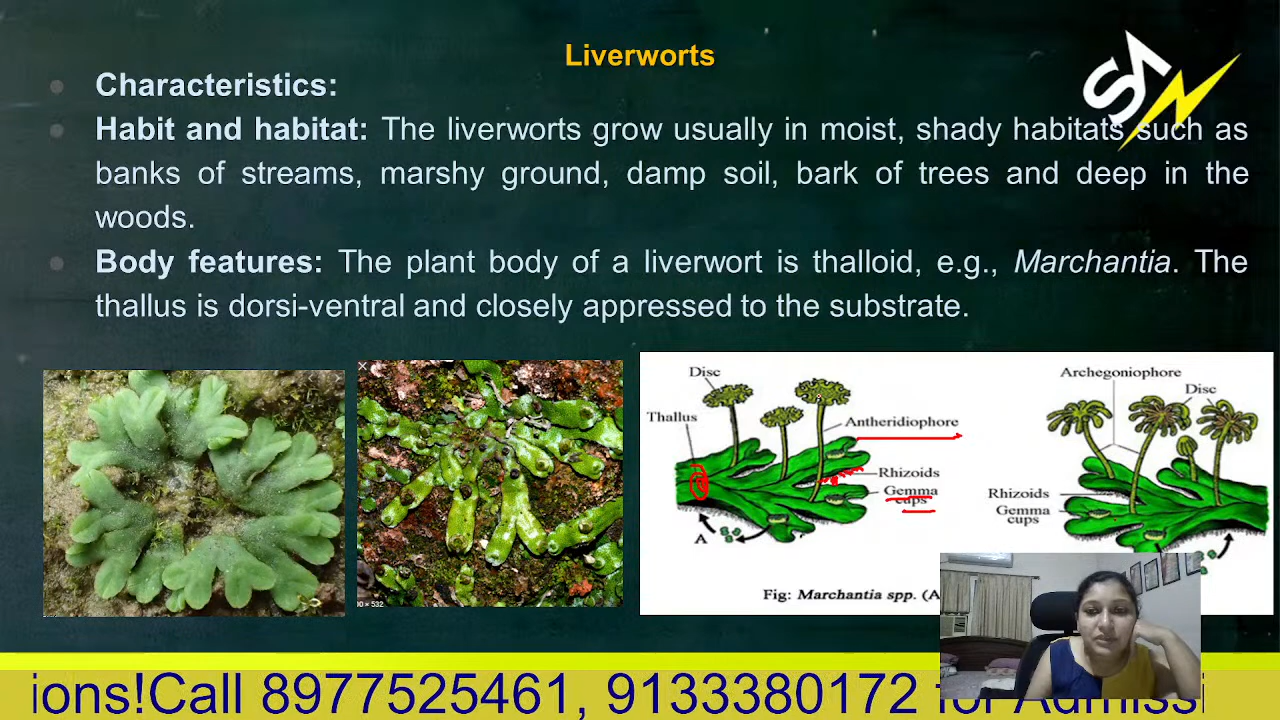 Liverworts
Characteristics:
Habit and habitat: The liverworts grow usually in moist, shady habitats such as
banks of streams, marshy ground, damp soil, bark of trees and deep in the
woods.
Body features: The plant body of a liverwort is thalloid, e.g., Marchantia. The
thallus is dorsi-ventral and closely appressed to the substrate.
SAN
Disc
Thallus
Antheridiophore
Rhizoids
Gemma
cups
A
Archegoniophore
Disc
Rhizoids
Gemma
cups
Fig: Marchantia spp. (A
ions!Call 8977525461, 9133380172 for Admissi